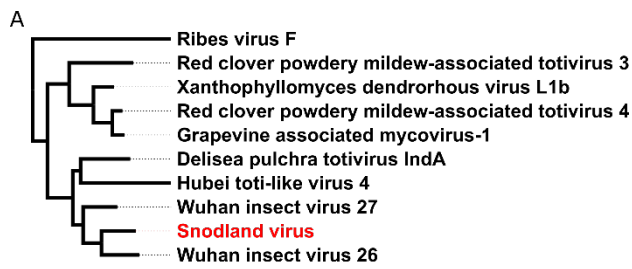 A
Ribes virus F
Red clover powdery mildew-associated totivirus 3
Xanthophyllomyces dendrorhous virus L1b
Red clover powdery mildew-associated totivirus 4
Grapevine associated mycovirus-1
Delisea pulchra totivirus IndA
Hubei toti-like virus 4
Wuhan insect virus 27
Snodland virus
Wuhan insect virus 26